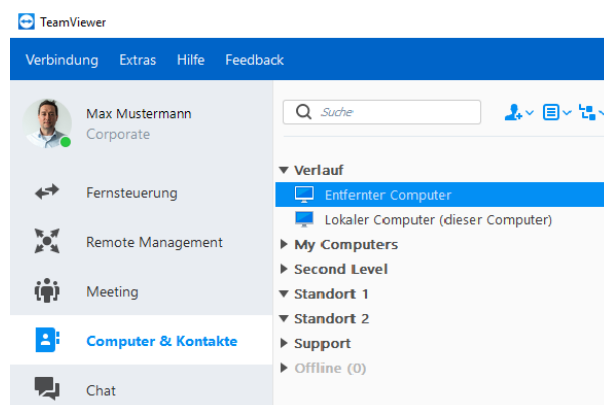 TeamViewer
Verbindung Extras Hilfe Feedback
Max Mustermann
Corporate
Fernsteuerung
Remote Management
Meeting
Computer & Kontakte
Chat
Suche
Verlauf
Entfernter Computer
Lokaler Computer (dieser Computer)
My Computers
Second Level
Standort 1
Standort 2
Support
Offline (0)